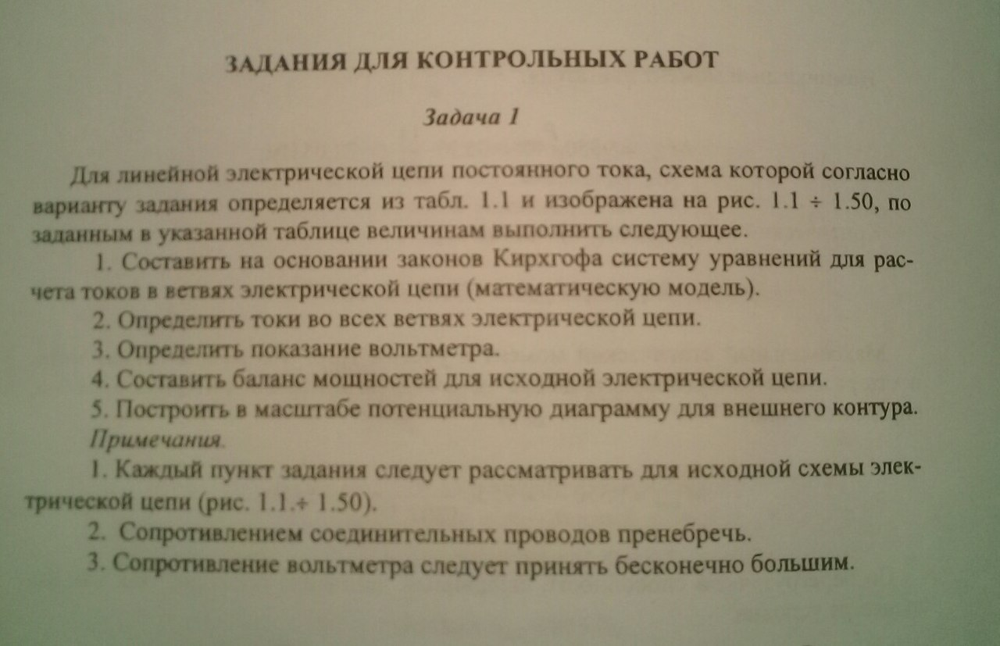 ЗАДАНИЯ ДЛЯ КОНТРОЛЬНЫХ РАБОТ
Задача 1
Для линейной электрической цепи постоянного тока, схема которой согласно
варианту задания определяется из табл. 1.1 и изображена на рис. 1.1 ÷ 1.50, по
заданным в указанной таблице величинам выполнить следующее.
1. Составить на основании законов Кирхгофа систему уравнений для рас-
чета токов в ветвях электрической цепи (математическую модель).
2. Определить токи во всех ветвях электрической цепи.
3. Определить показание вольтметра.
4. Составить баланс мощностей для исходной электрической цепи.
5. Построить в масштабе потенциальную диаграмму для внешнего контура.
Примечания.
1. Каждый пункт задания следует рассматривать для исходной схемы элек-
трической цепи (рис. 1.1.÷ 1.50).
2. Сопротивлением соединительных проводов пренебречь.
3. Сопротивление вольтметра следует принять бесконечно большим.